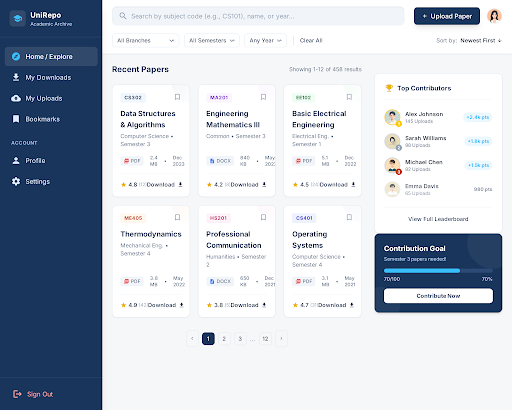 UniRepo
Academic Archive
Home / Explore
My Downloads
My Uploads
Bookmarks
ACCOUNT
Profile
Settings
Sign Out
Search by subject code (e.g., CS101), name, or year...
+ Upload Paper
All Branches
All Semesters
Any Year
Clear All
Sort by: Newest First ↓
Recent Papers
Showing 1-12 of 458 results
CS302
Data Structures
& Algorithms
Computer Science •
Semester 3
PDF 2.4 MB • Dec 2022
4.8 Download
MA201
Engineering
Mathematics III
Common • Semester 3
DOCX 840 KB • May
4.2 Download
EE102
Basic Electrical
Engineering
Electrical Eng. •
Semester 1
PDF 5.1 MB • Dec 2022
4.5 Download
ME405
Thermodynamics
Mechanical Eng. •
Semester 4
PDF 3.8 MB • May 2022
4.9 Download
HS201
Professional
Communication
Humanities • Semester
2
DOCX 650 KB • Dec 2021
3.8 Download
CS401
Operating
Systems
Computer Science •
Semester 4
PDF 3.1 MB • May 2021
4.7 Download
‹ 1 2 3 ... 12 ›
Top Contributors
Alex Johnson
145 Uploads
+2.4k pts
1
Sarah Williams
98 Uploads
+1.8k pts
2
Michael Chen
82 Uploads
+1.5k pts
3
Emma Davis
65 Uploads
980 pts
View Full Leaderboard
Contribution Goal
Semester 3 papers needed!
70/100 70%
Contribute Now